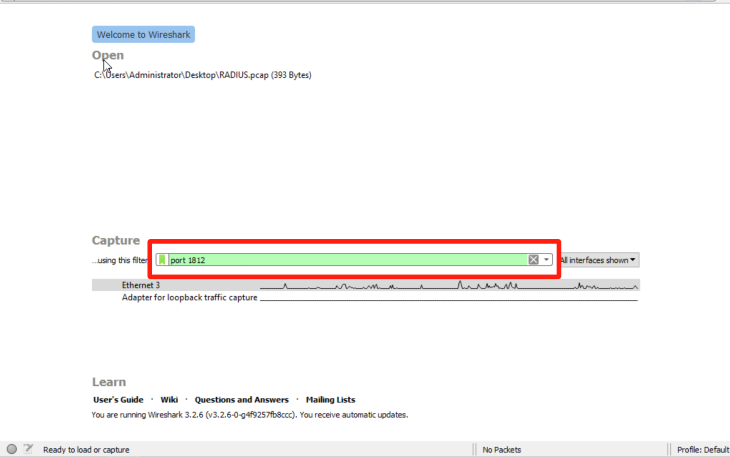 Welcome to Wireshark
Open
C:\Users\Administrator\Desktop\RADIUS.pcap (393 Bytes)
Capture
...using this filter: port 1812 All interfaces shown
Ethernet 3
Adapter for loopback traffic capture
Learn
User's Guide · Wiki · Questions and Answers · Mailing Lists
You are running Wireshark 3.2.6 (v3.2.6-0-g4f9257fb8ccc). You receive automatic updates.
Ready to load or capture No Packets Profile: Default